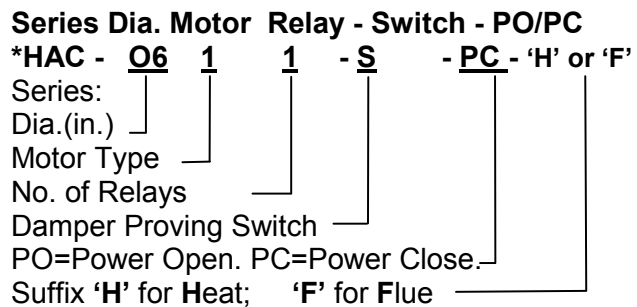 Series Dia. Motor Relay - Switch - PO/PC
*HAC - O6 1 1 - S - PC - ‘H’ or ‘F’
Series:
Dia.(in.)
Motor Type
No. of Relays
Damper Proving Switch
PO=Power Open. PC=Power Close.
Suffix ‘H’ for Heat; ‘F’ for Flue